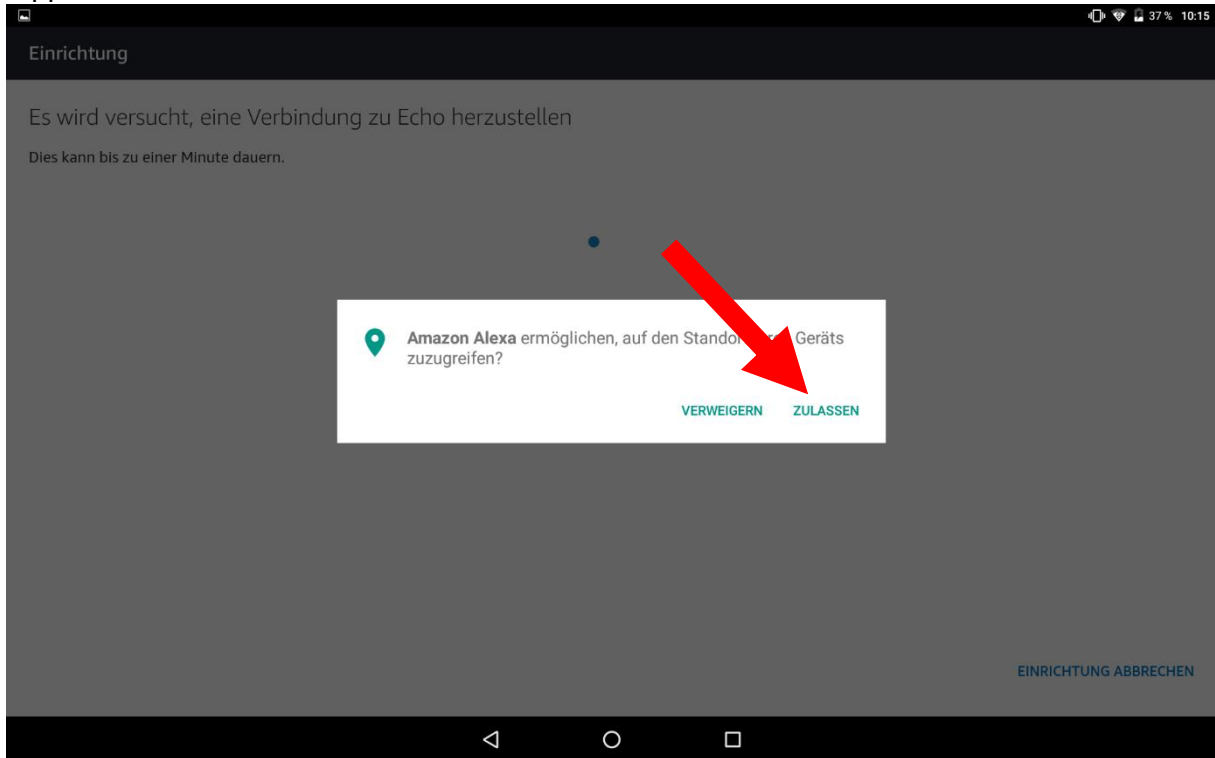 37 % 10:15
Einrichtung
Es wird versucht, eine Verbindung zu Echo herzustellen
Dies kann bis zu einer Minute dauern.
Amazon Alexa ermöglichen, auf den Geräts
zuzugreifen?
VERWEIGERN ZULASSEN
EINRICHTUNG ABBRECHEN